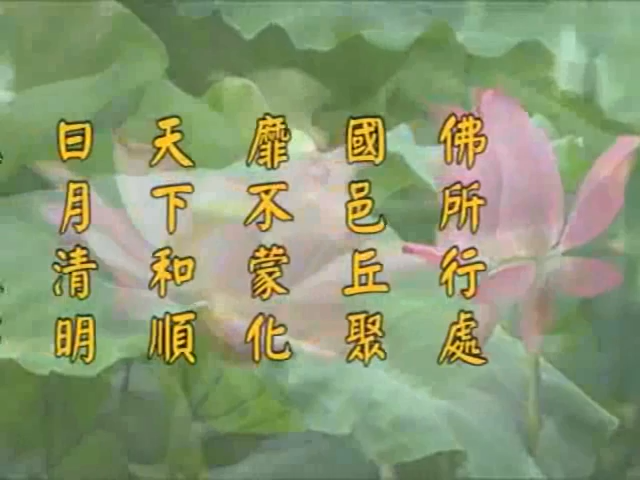 佛所行處
國邑丘聚
靡不蒙化
天下和順
日月清明